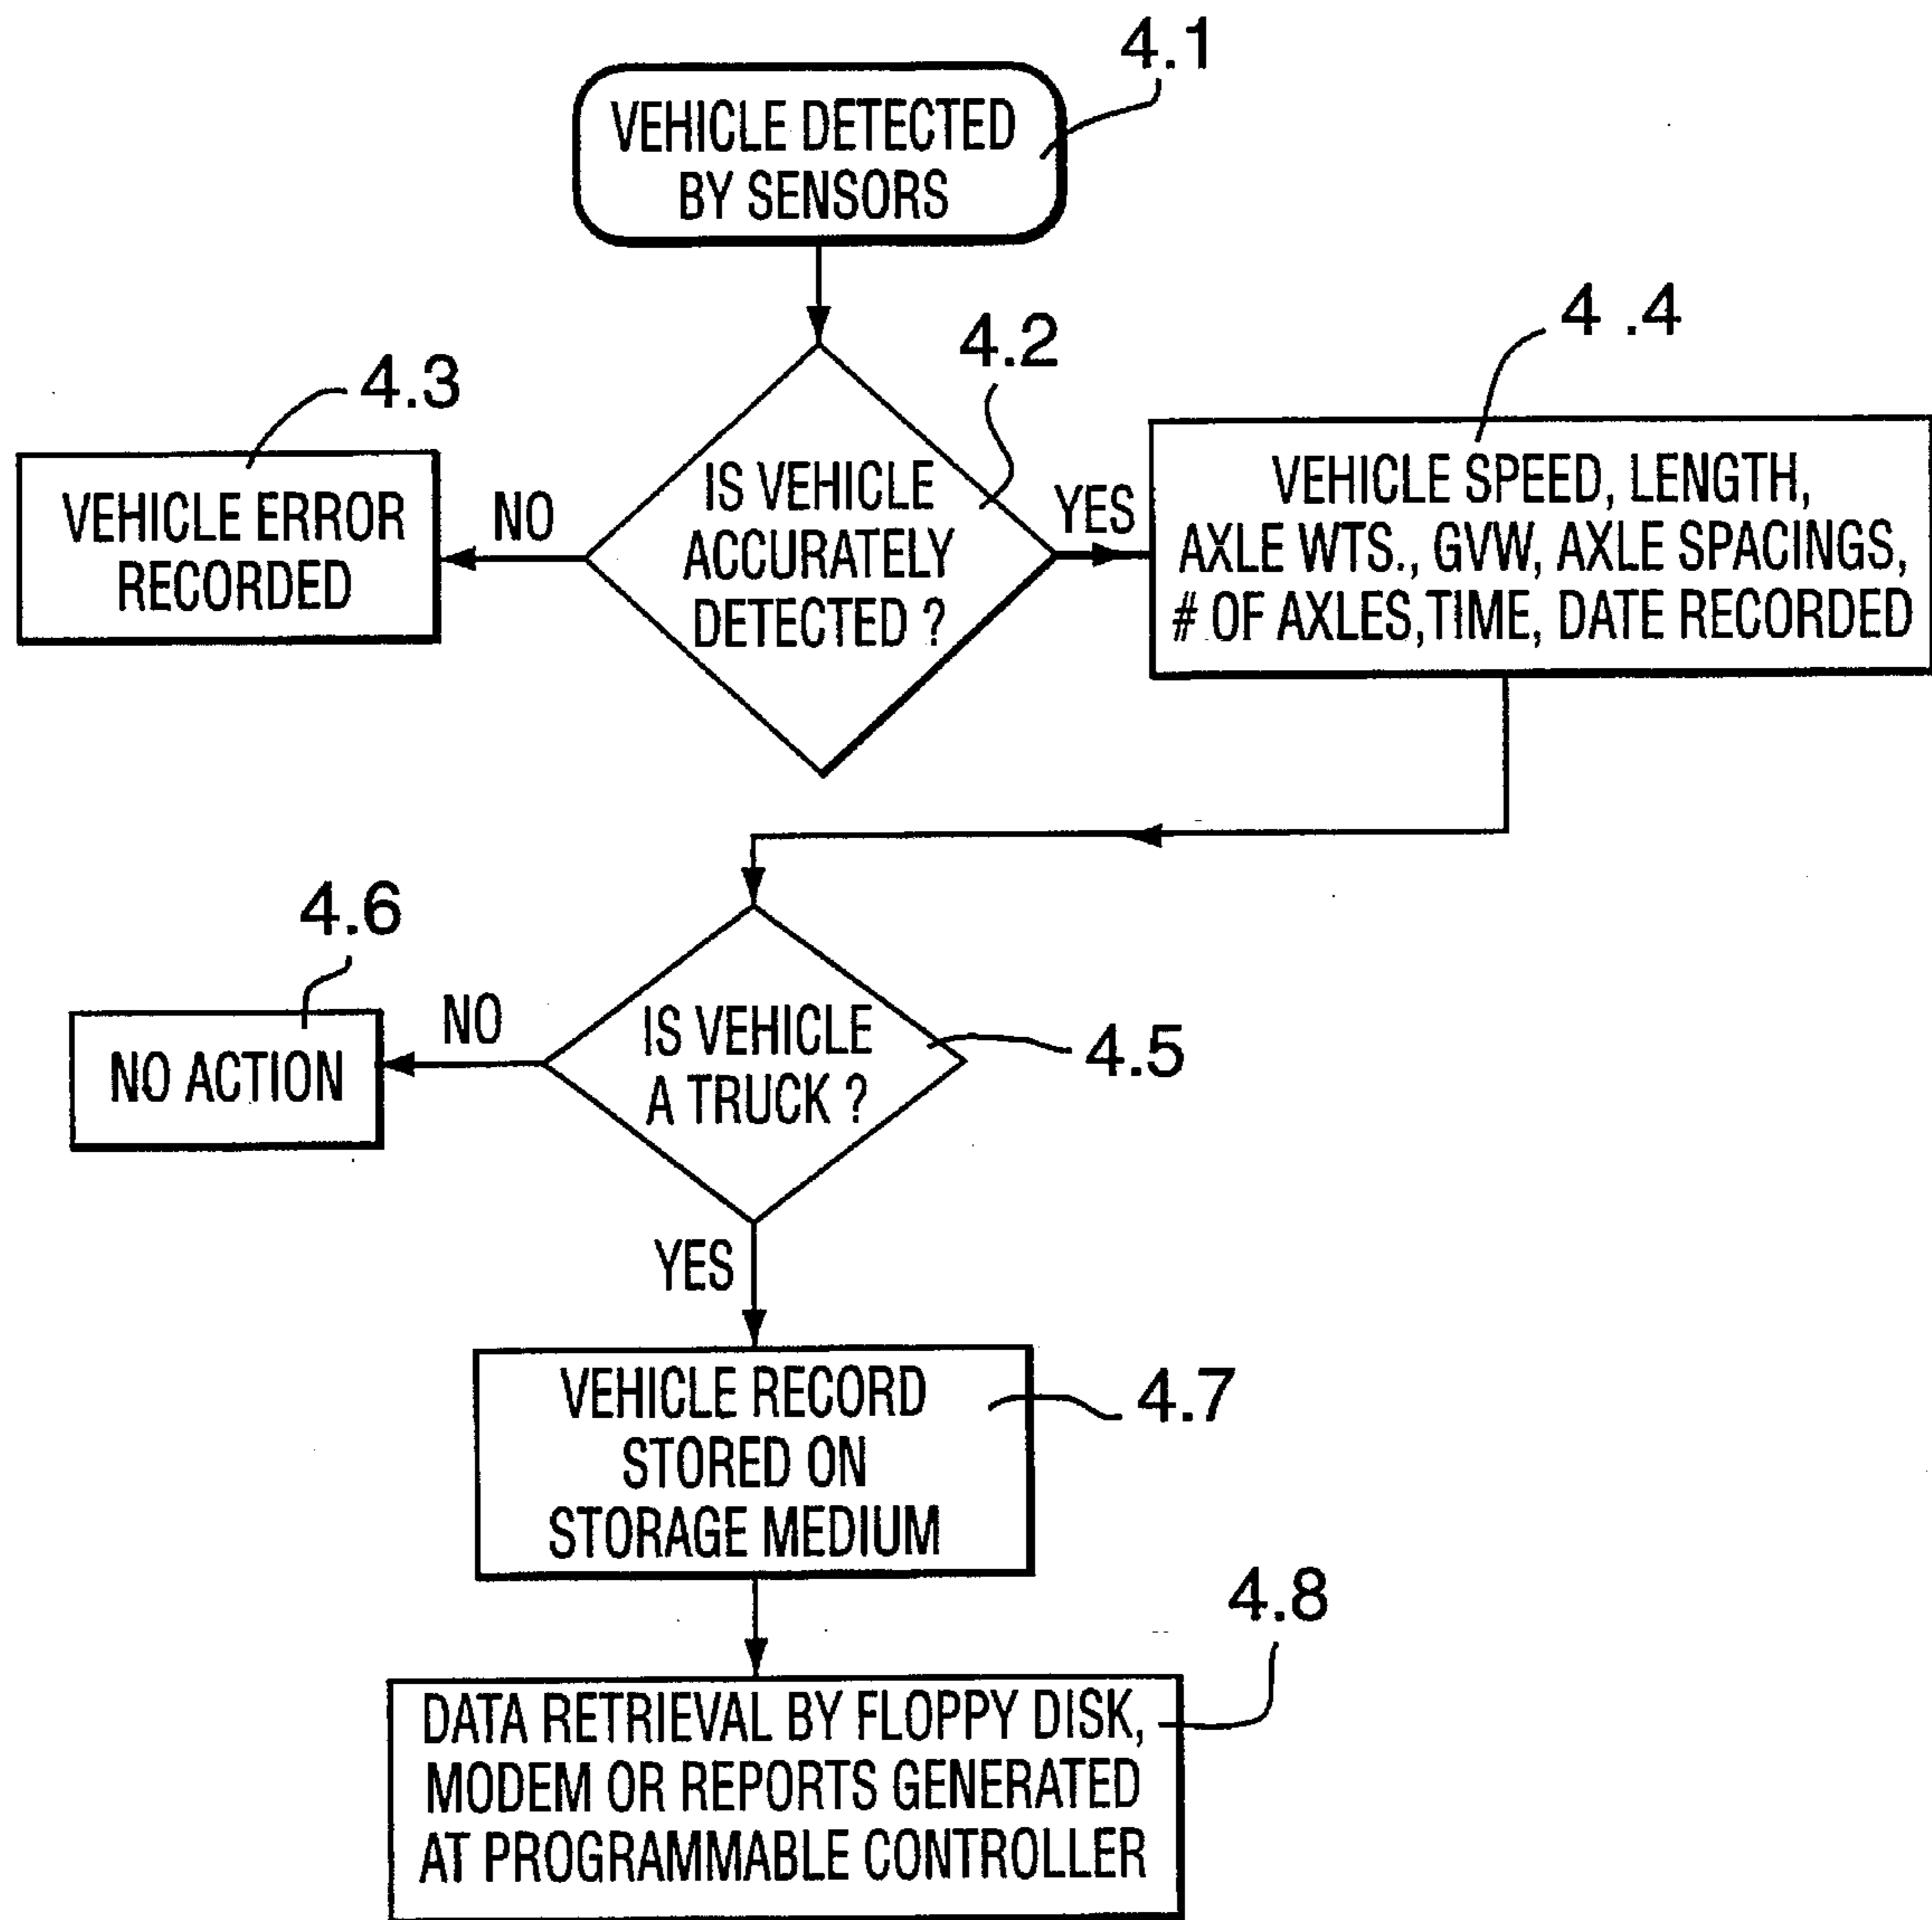 4.1
VEHICLE DETECTED
BY SENSORS
4.2
4.4
4.3
IS VEHICLE
ACCURATELY
DETECTED ?
NO
YES
VEHICLE ERROR
RECORDED
VEHICLE SPEED, LENGTH,
AXLE WTS., GVW, AXLE SPACINGS,
# OF AXLES, TIME, DATE RECORDED
4.6
NO
NO ACTION
IS VEHICLE
A TRUCK ?
4.5
YES
VEHICLE RECORD
STORED ON
STORAGE MEDIUM
4.7
4.8
DATA RETRIEVAL BY FLOPPY DISK,
MODEM OR REPORTS GENERATED
AT PROGRAMMABLE CONTROLLER